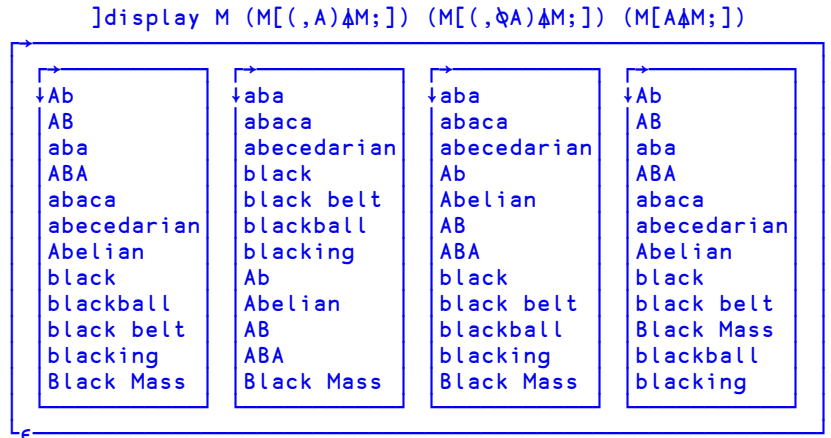 ]display M (M[(,A)⍋M;]) (M[(,⍉A)⍋M;]) (M[A⍋M;])
Ab
AB
aba
ABA
abaca
abecedarian
Abelian
black
blackball
black belt
blacking
Black Mass
aba
abaca
abecedarian
black
black belt
blackball
blacking
Ab
Abelian
AB
ABA
Black Mass
aba
abaca
abecedarian
Ab
Abelian
AB
ABA
black
black belt
blackball
blacking
Black Mass
Ab
AB
aba
ABA
abaca
abecedarian
Abelian
black
black belt
Black Mass
blackball
blacking